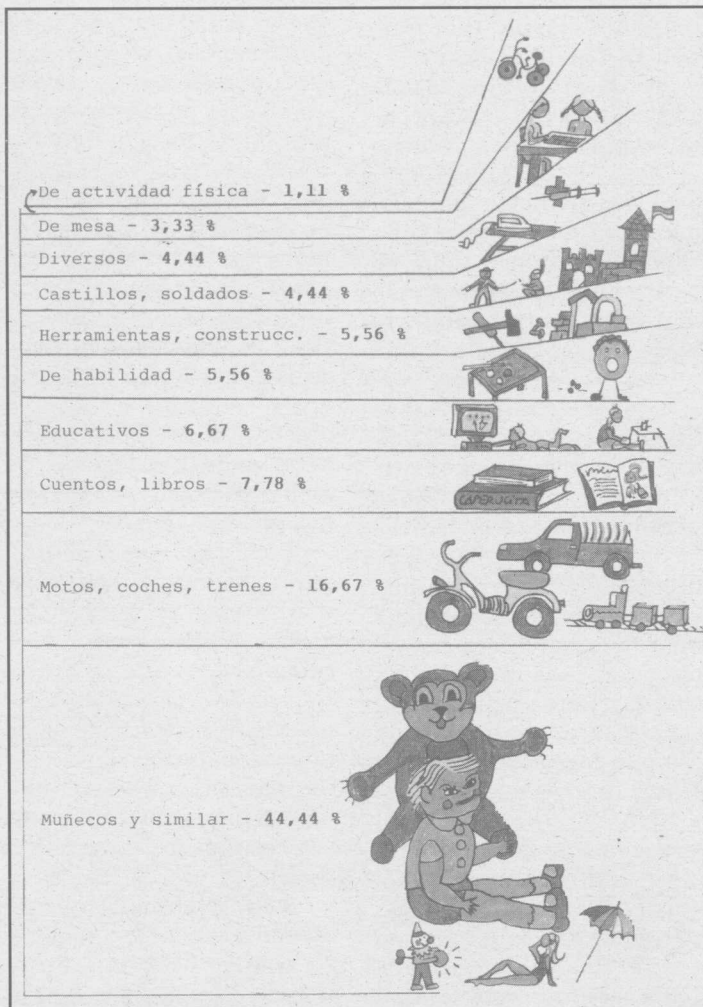 De actividad física - 1,11 %
De mesa - 3,33 %
Diversos - 4,44 %
Castillos, soldados - 4,44 %
Herramientas, construcc. - 5,56 %
De habilidad - 5,56 %
Educativos - 6,67 %
Cuentos, libros - 7,78 %
CAPERUCITA
Motos, coches, trenes - 16,67 %
Muñecos y similar - 44,44 %